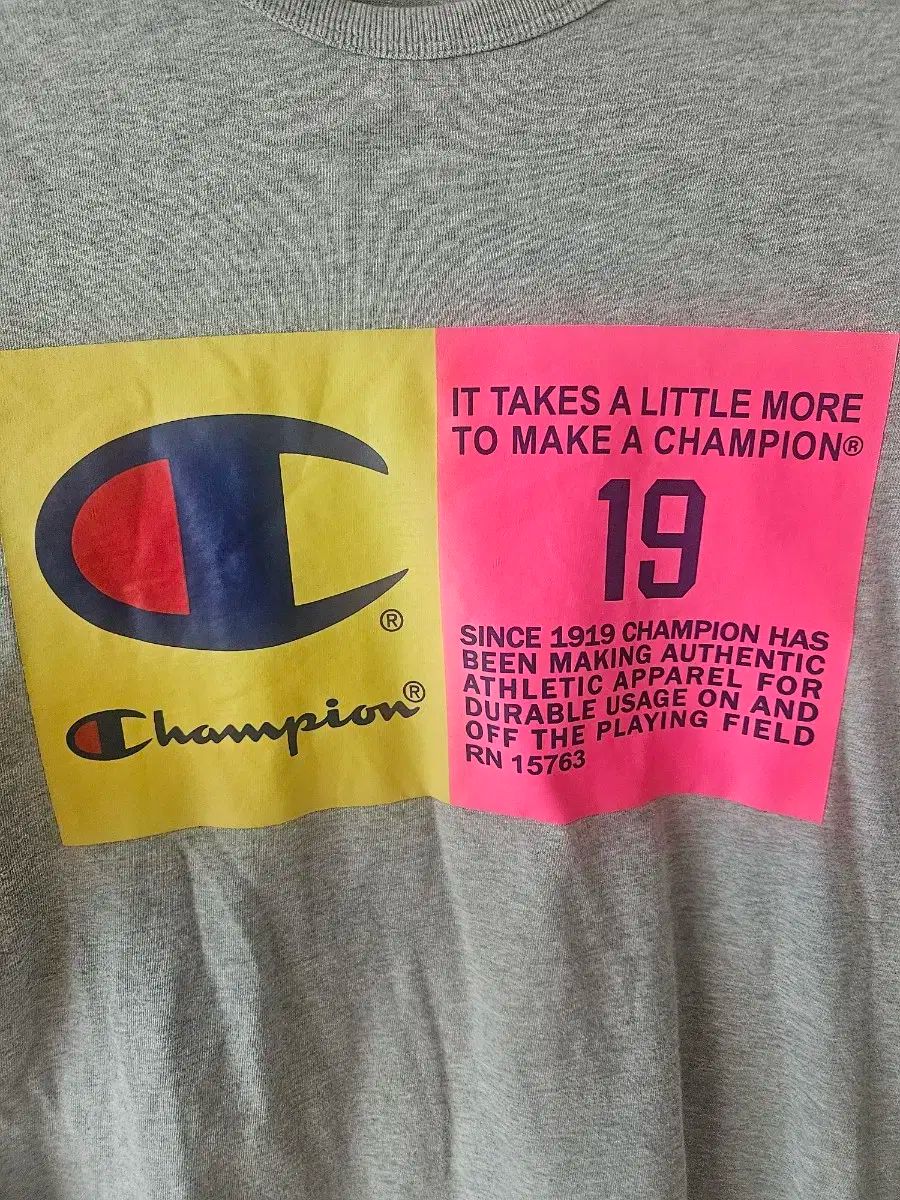 ®
Champion®
IT TAKES A LITTLE MORE
TO MAKE A CHAMPION®
19
SINCE 1919 CHAMPION HAS
BEEN MAKING AUTHENTIC
ATHLETIC APPAREL FOR
DURABLE USAGE ON AND
OFF THE PLAYING FIELD
RN 15763